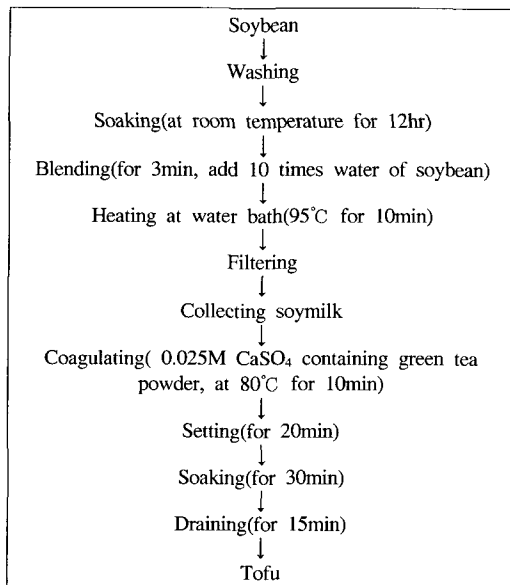 Soybean
↓
Washing
↓
Soaking(at room temperature for 12hr)
↓
Blending(for 3min, add 10 times water of soybean)
↓
Heating at water bath(95℃ for 10min)
↓
Filtering
↓
Collecting soymilk
↓
Coagulating( 0.025M CaSO₄ containing green tea
powder, at 80℃ for 10min)
↓
Setting(for 20min)
↓
Soaking(for 30min)
↓
Draining(for 15min)
↓
Tofu